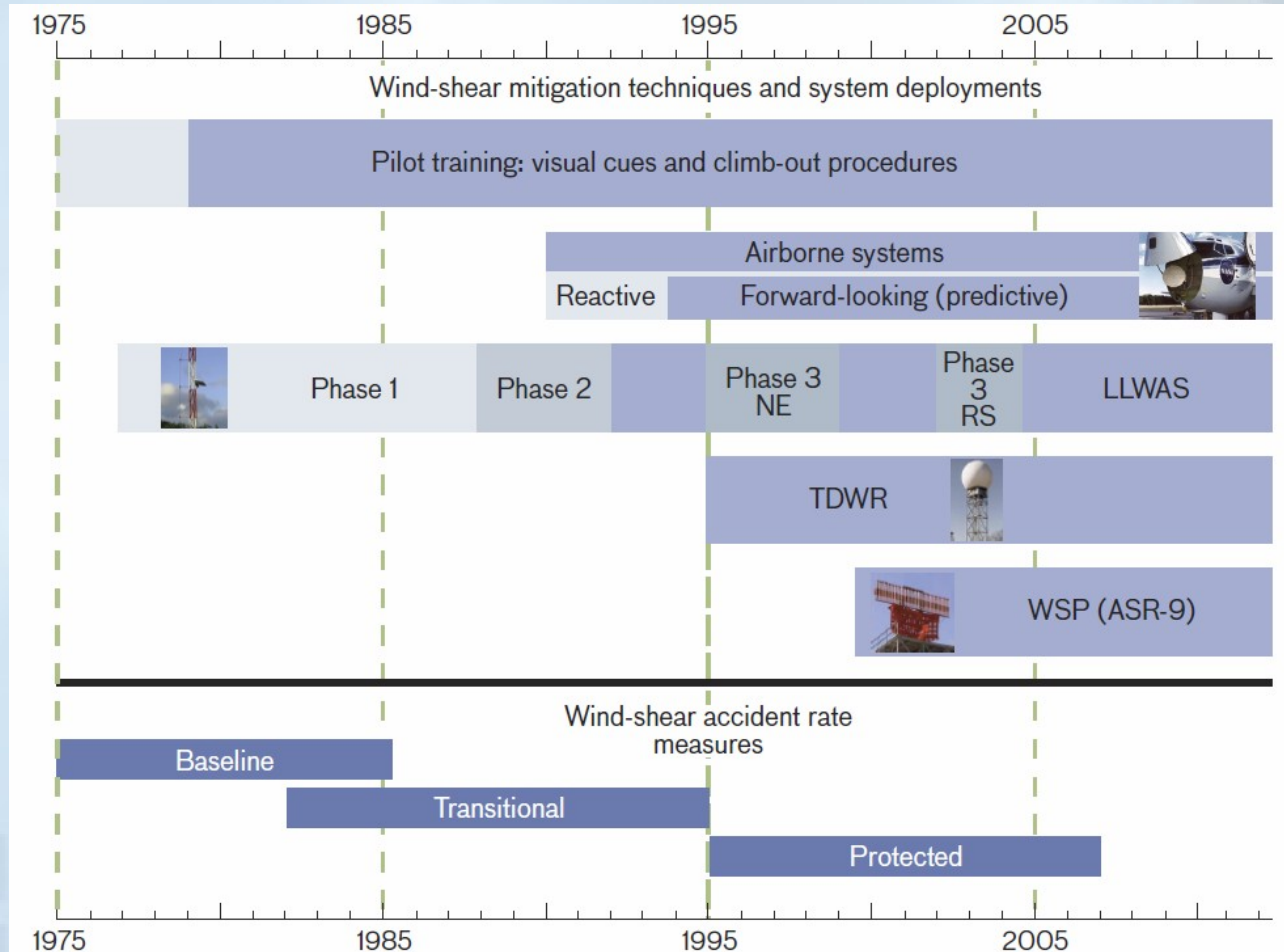 1975 1985 1995 2005
Wind-shear mitigation techniques and system deployments
Pilot training: visual cues and climb-out procedures
Airborne systems
Reactive Forward-looking (predictive)
Phase 1 Phase 2 Phase 3 NE Phase 3 RS LLWAS
TDWR
WSP (ASR-9)
Wind-shear accident rate
measures
Baseline
Transitional
Protected
1975 1985 1995 2005